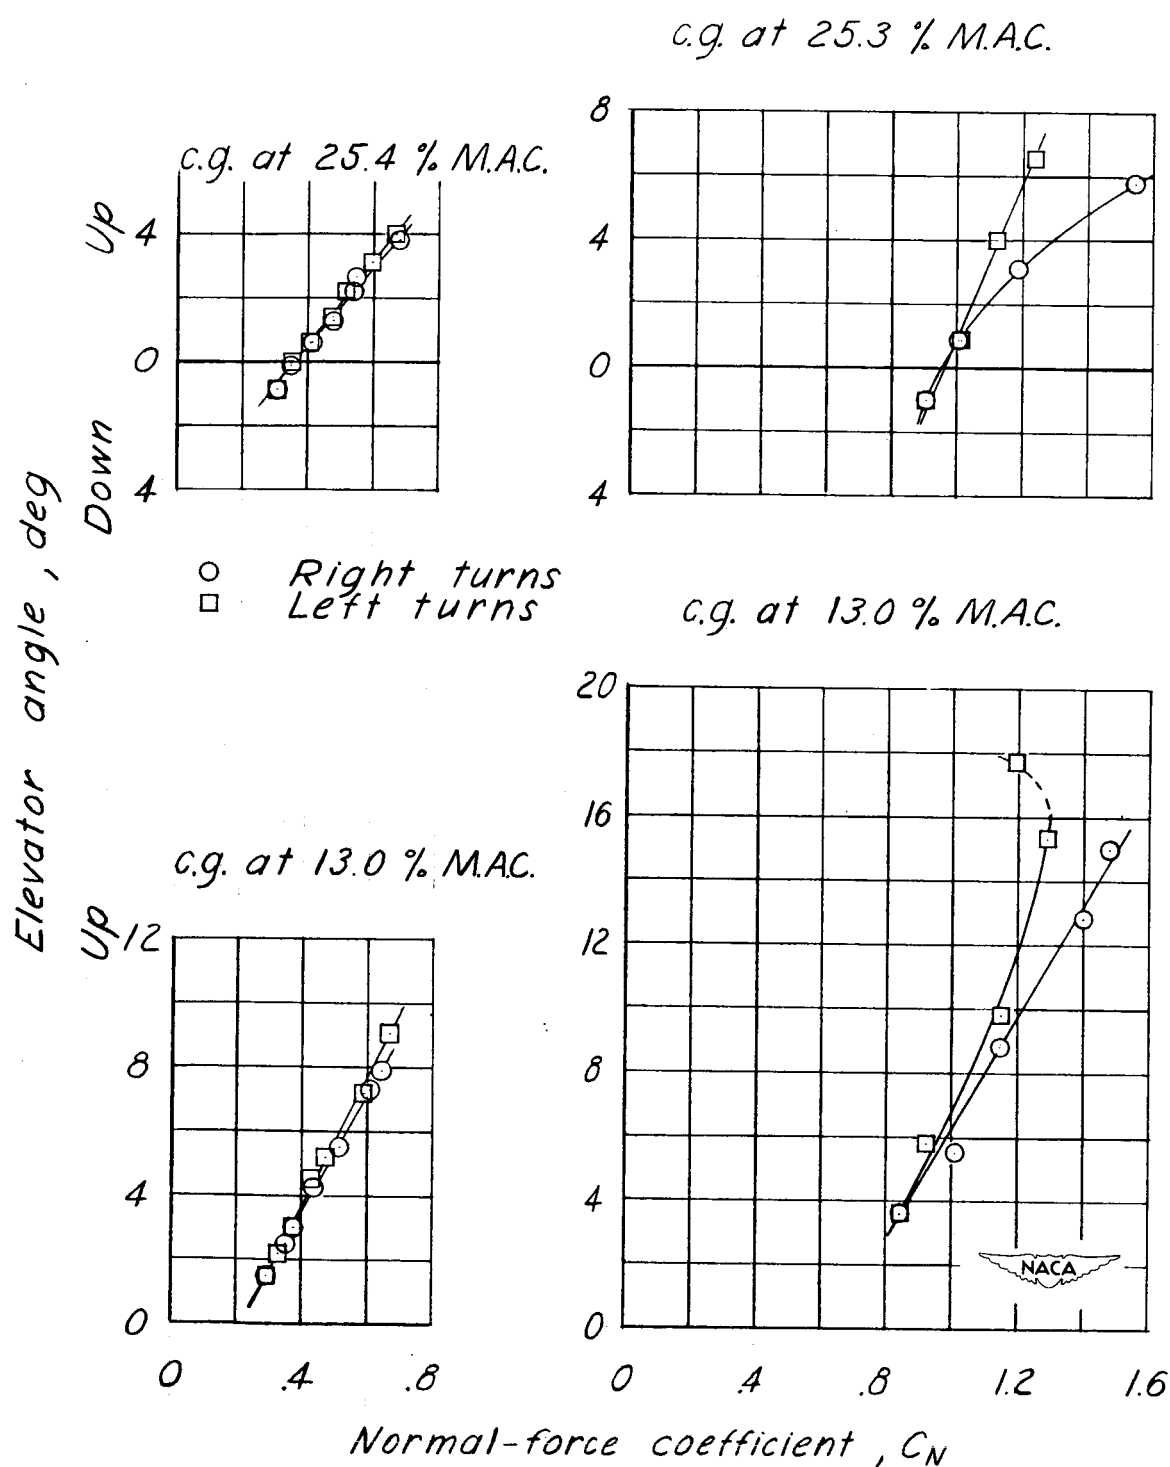 c.g. at 25.3 % M.A.C.
8
4
0
4
c.g. at 25.4 % M.A.C.
Up
4
0
Down
4
Elevator angle, deg
○ Right turns
□ Left turns
c.g. at 13.0 % M.A.C.
20
16
12
8
4
0
0 .4 .8 1.2 1.6
NACA
c.g. at 13.0 % M.A.C.
Up
12
8
4
0
0 .4 .8
Normal-force coefficient, CN